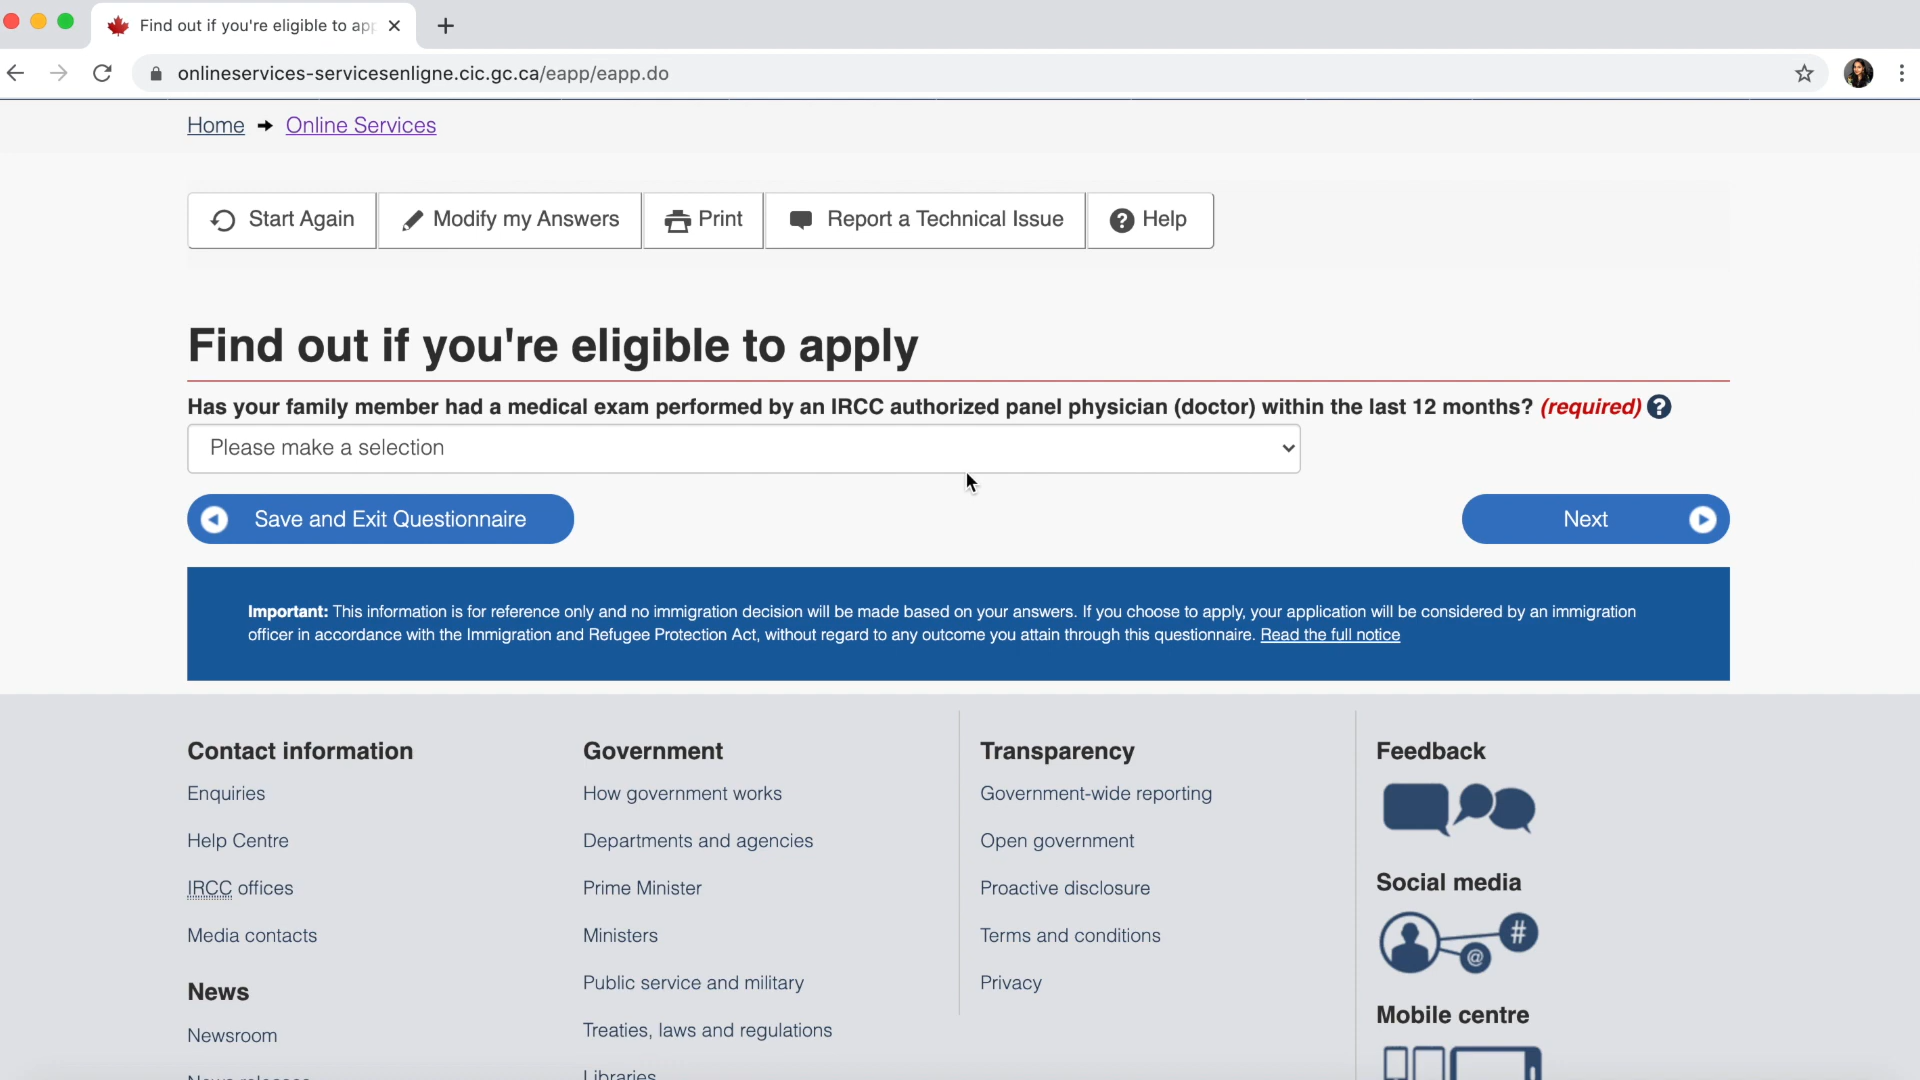 Find out if you're eligible to ap
onlineservices-servicesenligne.cic.gc.ca/eapp/eapp.do
Home Online Services
Start Again Modify my Answers Print Report a Technical Issue ? Help
Find out if you're eligible to apply
Has your family member had a medical exam performed by an IRCC authorized panel physician (doctor) within the last 12 months? (required) ?
Please make a selection
Save and Exit Questionnaire Next
Important: This information is for reference only and no immigration decision will be made based on your answers. If you choose to apply, your application will be considered by an immigration
officer in accordance with the Immigration and Refugee Protection Act, without regard to any outcome you attain through this questionnaire. Read the full notice
Contact information
Enquiries
Help Centre
IRCC offices
Media contacts
News
Newsroom
Government
How government works
Departments and agencies
Prime Minister
Ministers
Public service and military
Treaties, laws and regulations
Libraries
Transparency
Government-wide reporting
Open government
Proactive disclosure
Terms and conditions
Privacy
Feedback
Social media
# @
Mobile centre